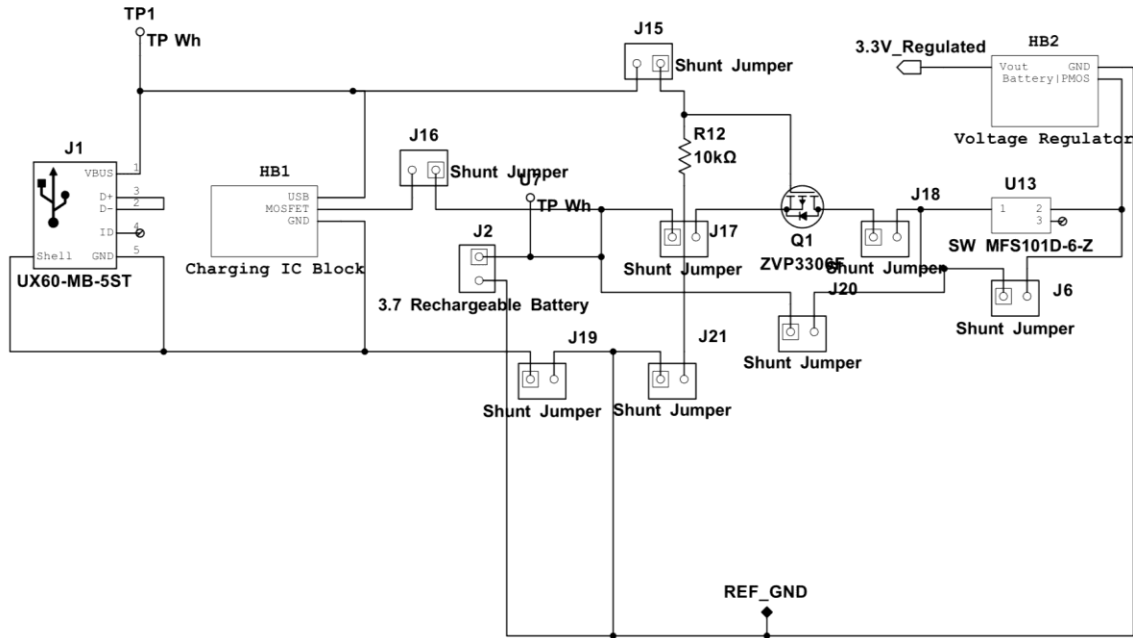 TP1
TP Wh
J15
Shunt Jumper
3.3V_Regulated
HB2
Vout GND
Battery|PMOS
Voltage Regulator
J1
VBUS 1
D+ 3
D- 2
ID 4
GND 5
Shell
UX60-MB-5ST
HB1
USB
MOSFET
GND
Charging IC Block
J16
Shunt Jumper
U7
TP Wh
J2
3.7 Rechargeable Battery
R12
10kΩ
J17
Shunt Jumper
Q1
ZVP3306F
J18
Shunt Jumper
U13
1 2
3
SW MFS101D-6-Z
J20
Shunt Jumper
J6
Shunt Jumper
J19
Shunt Jumper
J21
Shunt Jumper
REF_GND